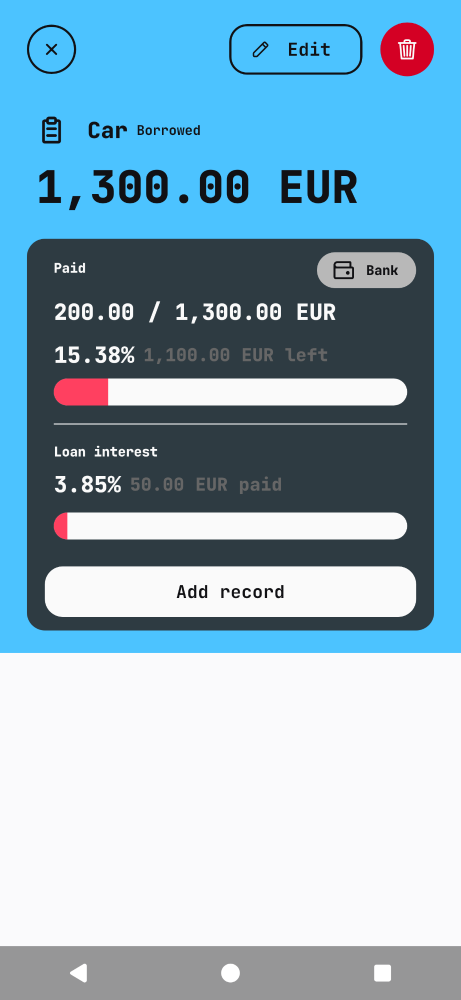 Edit
Car Borrowed
1,300.00 EUR
Paid
Bank
200.00 / 1,300.00 EUR
15.38% 1,100.00 EUR left
Loan interest
3.85% 50.00 EUR paid
Add record